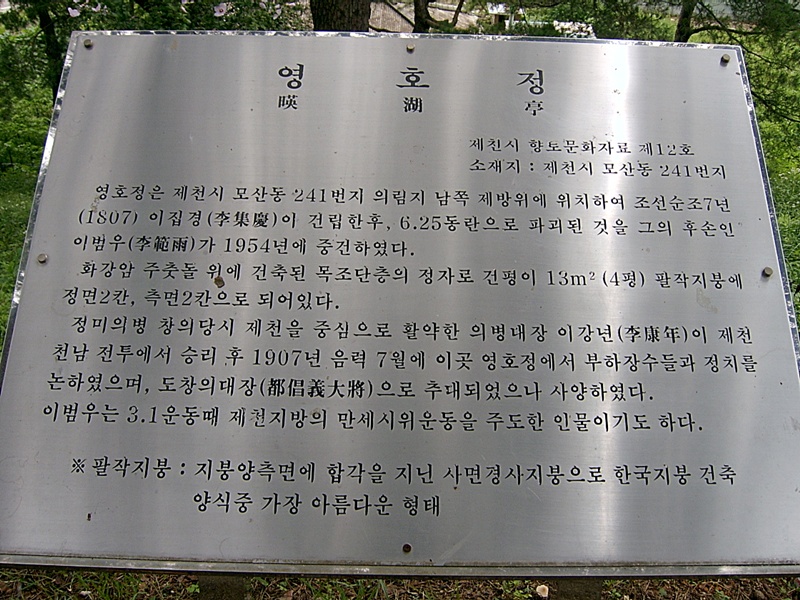 영호정
暎湖亭
제천시 향토문화자료 제12호
소재지 : 제천시 모산동 241번지
영호정은 제천시 모산동 241번지 의림지 남쪽 제방위에 위치하여 조선순조7년
(1807) 이집경(李集慶)이 건립한후, 6.25동란으로 파괴된 것을 그의 후손인
이범우(李範雨)가 1954년에 중건하였다.
화강암 주춧돌 위에 건축된 목조단층의 정자로 건평이 13m² (4평) 팔작지붕에
정면2칸, 측면2칸으로 되어있다.
정미의병 창의당시 제천을 중심으로 활약한 의병대장 이강년(李康年)이 제천
천남 전투에서 승리 후 1907년 음력 7월에 이곳 영호정에서 부하장수들과 정치를
논하였으며, 도창의대장(都倡義大將)으로 추대되었으나 사양하였다.
이범우는 3.1운동때 제천지방의 만세시위운동을 주도한 인물이기도 하다.
※ 팔작지붕 : 지붕양측면에 합각을 지닌 사면경사지붕으로 한국지붕 건축
양식중 가장 아름다운 형태